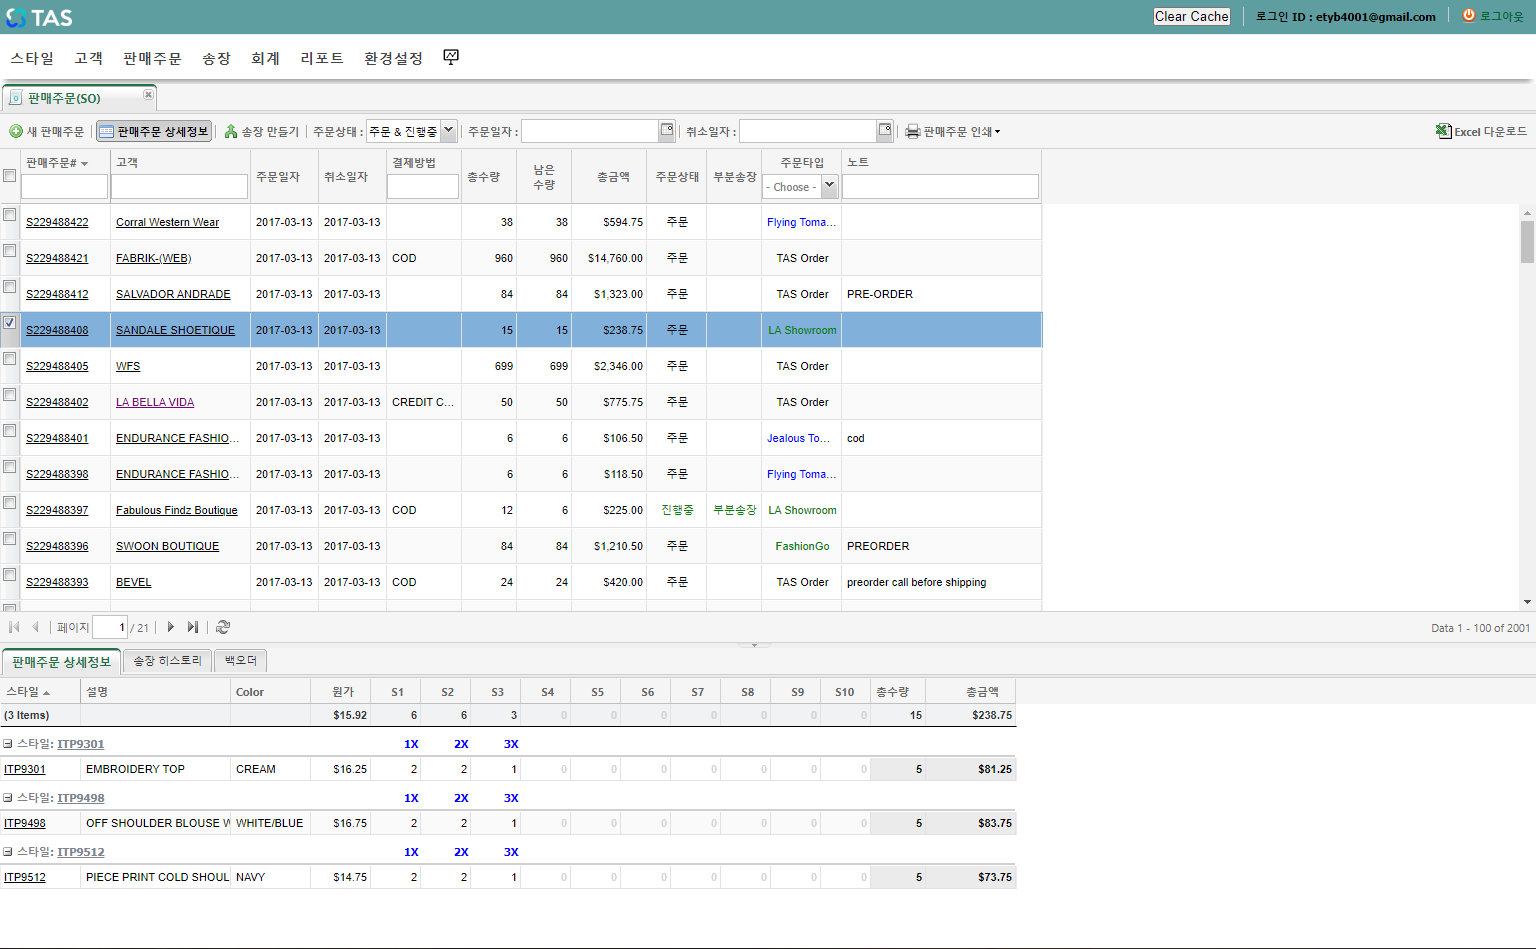 TAS
Clear Cache
로그인 ID : etyb4001@gmail.com
로그아웃
스타일 고객 판매주문 송장 회계 리포트 환경설정
판매주문(SO)
새 판매주문 판매주문 상세정보 송장 만들기 주문상태 : 주문 & 진행중 주문일자 : 취소일자 : 판매주문 인쇄 Excel 다운로드
판매주문# 고객 주문일자 취소일자 결제방법 총수량 남은 수량 총금액 주문상태 부분송장 주문타입 노트
- Choose -
S229488422 Corral Western Wear 2017-03-13 2017-03-13 38 38 $594.75 주문 Flying Toma...
S229488421 FABRIK-(WEB) 2017-03-13 2017-03-13 COD 960 960 $14,760.00 주문 TAS Order
S229488412 SALVADOR ANDRADE 2017-03-13 2017-03-13 84 84 $1,323.00 주문 TAS Order PRE-ORDER
S229488408 SANDALE SHOETIQUE 2017-03-13 2017-03-13 15 15 $238.75 주문 LA Showroom
S229488405 WFS 2017-03-13 2017-03-13 699 699 $2,346.00 주문 TAS Order
S229488402 LA BELLA VIDA 2017-03-13 2017-03-13 CREDIT C... 50 50 $775.75 주문 TAS Order
S229488401 ENDURANCE FASHIO... 2017-03-13 2017-03-13 6 6 $106.50 주문 Jealous To... cod
S229488398 ENDURANCE FASHIO... 2017-03-13 2017-03-13 6 6 $118.50 주문 Flying Toma...
S229488397 Fabulous Findz Boutique 2017-03-13 2017-03-13 COD 12 6 $225.00 진행중 부분송장 LA Showroom
S229488396 SWOON BOUTIQUE 2017-03-13 2017-03-13 84 84 $1,210.50 주문 FashionGo PREORDER
S229488393 BEVEL 2017-03-13 2017-03-13 COD 24 24 $420.00 주문 TAS Order preorder call before shipping
페이지 1 / 21 Data 1 - 100 of 2001
판매주문 상세정보 송장 히스토리 백오더
스타일 설명 Color 원가 S1 S2 S3 S4 S5 S6 S7 S8 S9 S10 총수량 총금액
(3 Items) $15.92 6 6 3 0 0 0 0 0 0 0 15 $238.75
스타일: ITP9301 1X 2X 3X
ITP9301 EMBROIDERY TOP CREAM $16.25 2 2 1 0 0 0 0 0 0 0 5 $81.25
스타일: ITP9498 1X 2X 3X
ITP9498 OFF SHOULDER BLOUSE W WHITE/BLUE $16.75 2 2 1 0 0 0 0 0 0 0 5 $83.75
스타일: ITP9512 1X 2X 3X
ITP9512 PIECE PRINT COLD SHOUL NAVY $14.75 2 2 1 0 0 0 0 0 0 0 5 $73.75